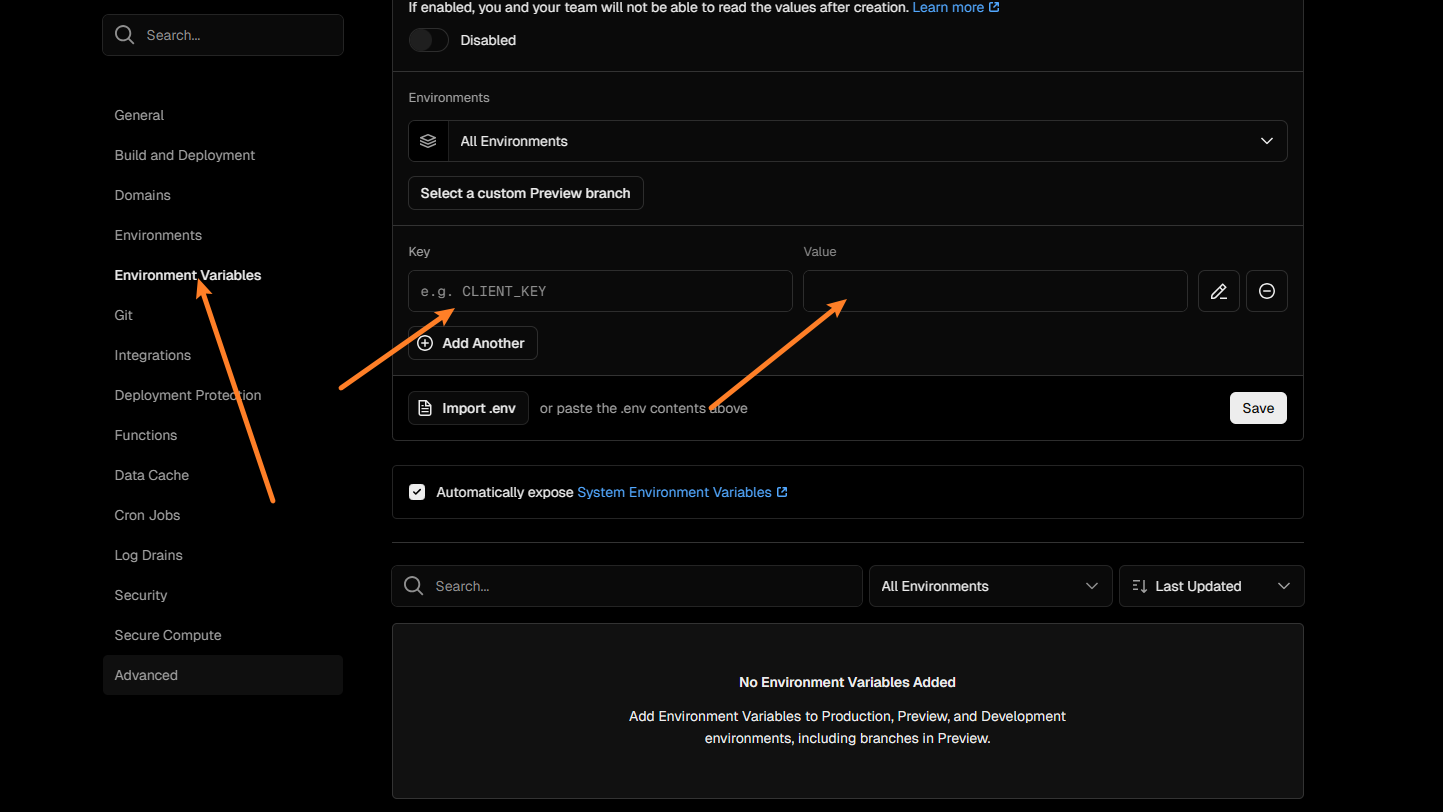 Search...
General
Build and Deployment
Domains
Environments
Environment Variables
Git
Integrations
Deployment Protection
Functions
Data Cache
Cron Jobs
Log Drains
Security
Secure Compute
Advanced
If enabled, you and your team will not be able to read the values after creation. Learn more
Disabled
Environments
All Environments
Select a custom Preview branch
Key
Value
e.g. CLIENT_KEY
Add Another
Import .env
or paste the .env contents above
Save
Automatically expose System Environment Variables
Search...
All Environments
Last Updated
No Environment Variables Added
Add Environment Variables to Production, Preview, and Development
environments, including branches in Preview.